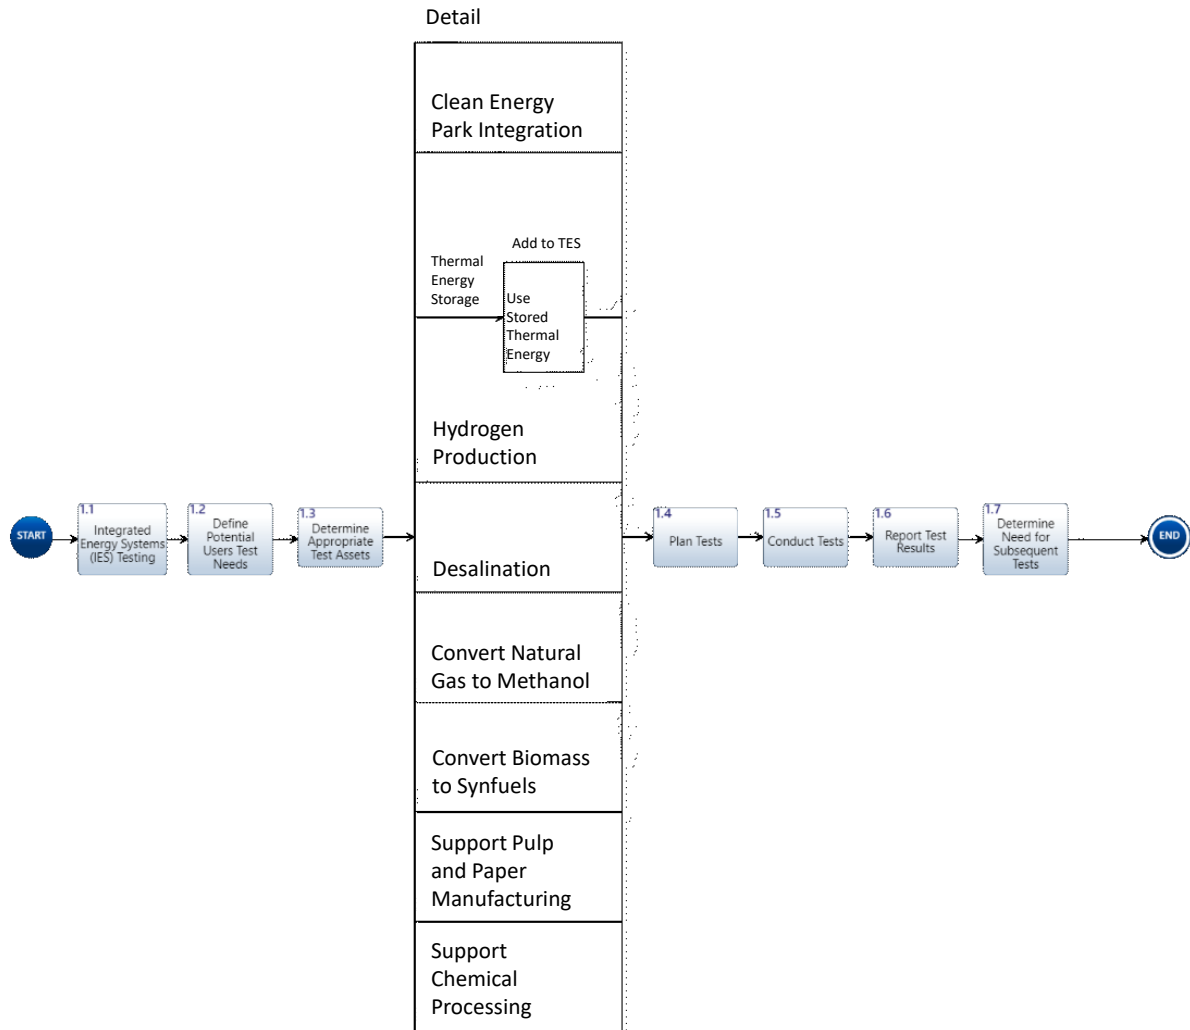 Detail
Clean Energy
Park Integration
Add to TES
Thermal
Energy
Storage
Use
Stored
Thermal
Energy
Hydrogen
Production
START
1.1
Integrated
Energy Systems
(IES) Testing
1.2
Define
Potential
Users Test
Needs
1.3
Determine
Appropriate
Test Assets
Desalination
1.4
Plan Tests
1.5
Conduct Tests
1.6
Report Test
Results
1.7
Determine
Need for
Subsequent
Tests
END
Convert Natural
Gas to Methanol
Convert Biomass
to Synfuels
Support Pulp
and Paper
Manufacturing
Support
Chemical
Processing